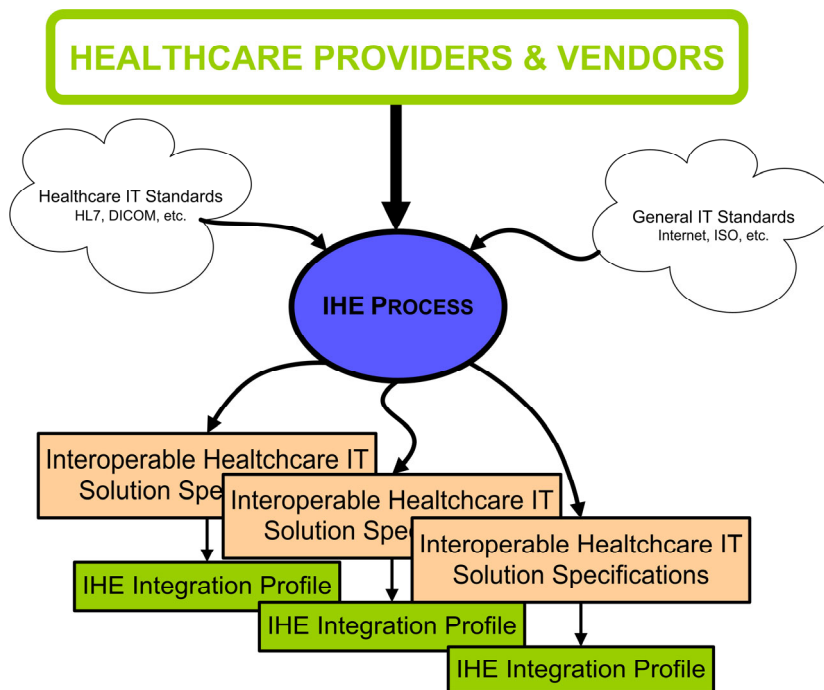 HEALTHCARE PROVIDERS & VENDORS
Healthcare IT Standards
HL7, DICOM, etc.
General IT Standards
Internet, ISO, etc.
IHE PROCESS
Interoperable Healthcare IT
Solution Spe
Interoperable Healthcare IT
Solution Spe
Interoperable Healthcare IT
Solution Specifications
IHE Integration Profile
IHE Integration Profile
IHE Integration Profile